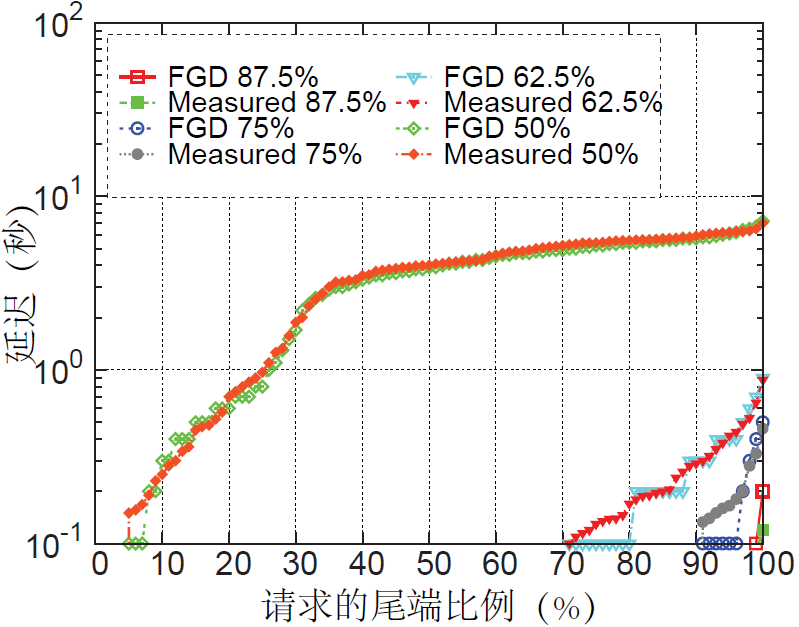 10²
FGD 87.5%
Measured 87.5%
FGD 75%
Measured 75%
FGD 62.5%
Measured 62.5%
FGD 50%
Measured 50%
10¹
10⁰
10⁻¹
延迟（秒）
0 10 20 30 40 50 60 70 80 90 100
请求的尾端比例（%）